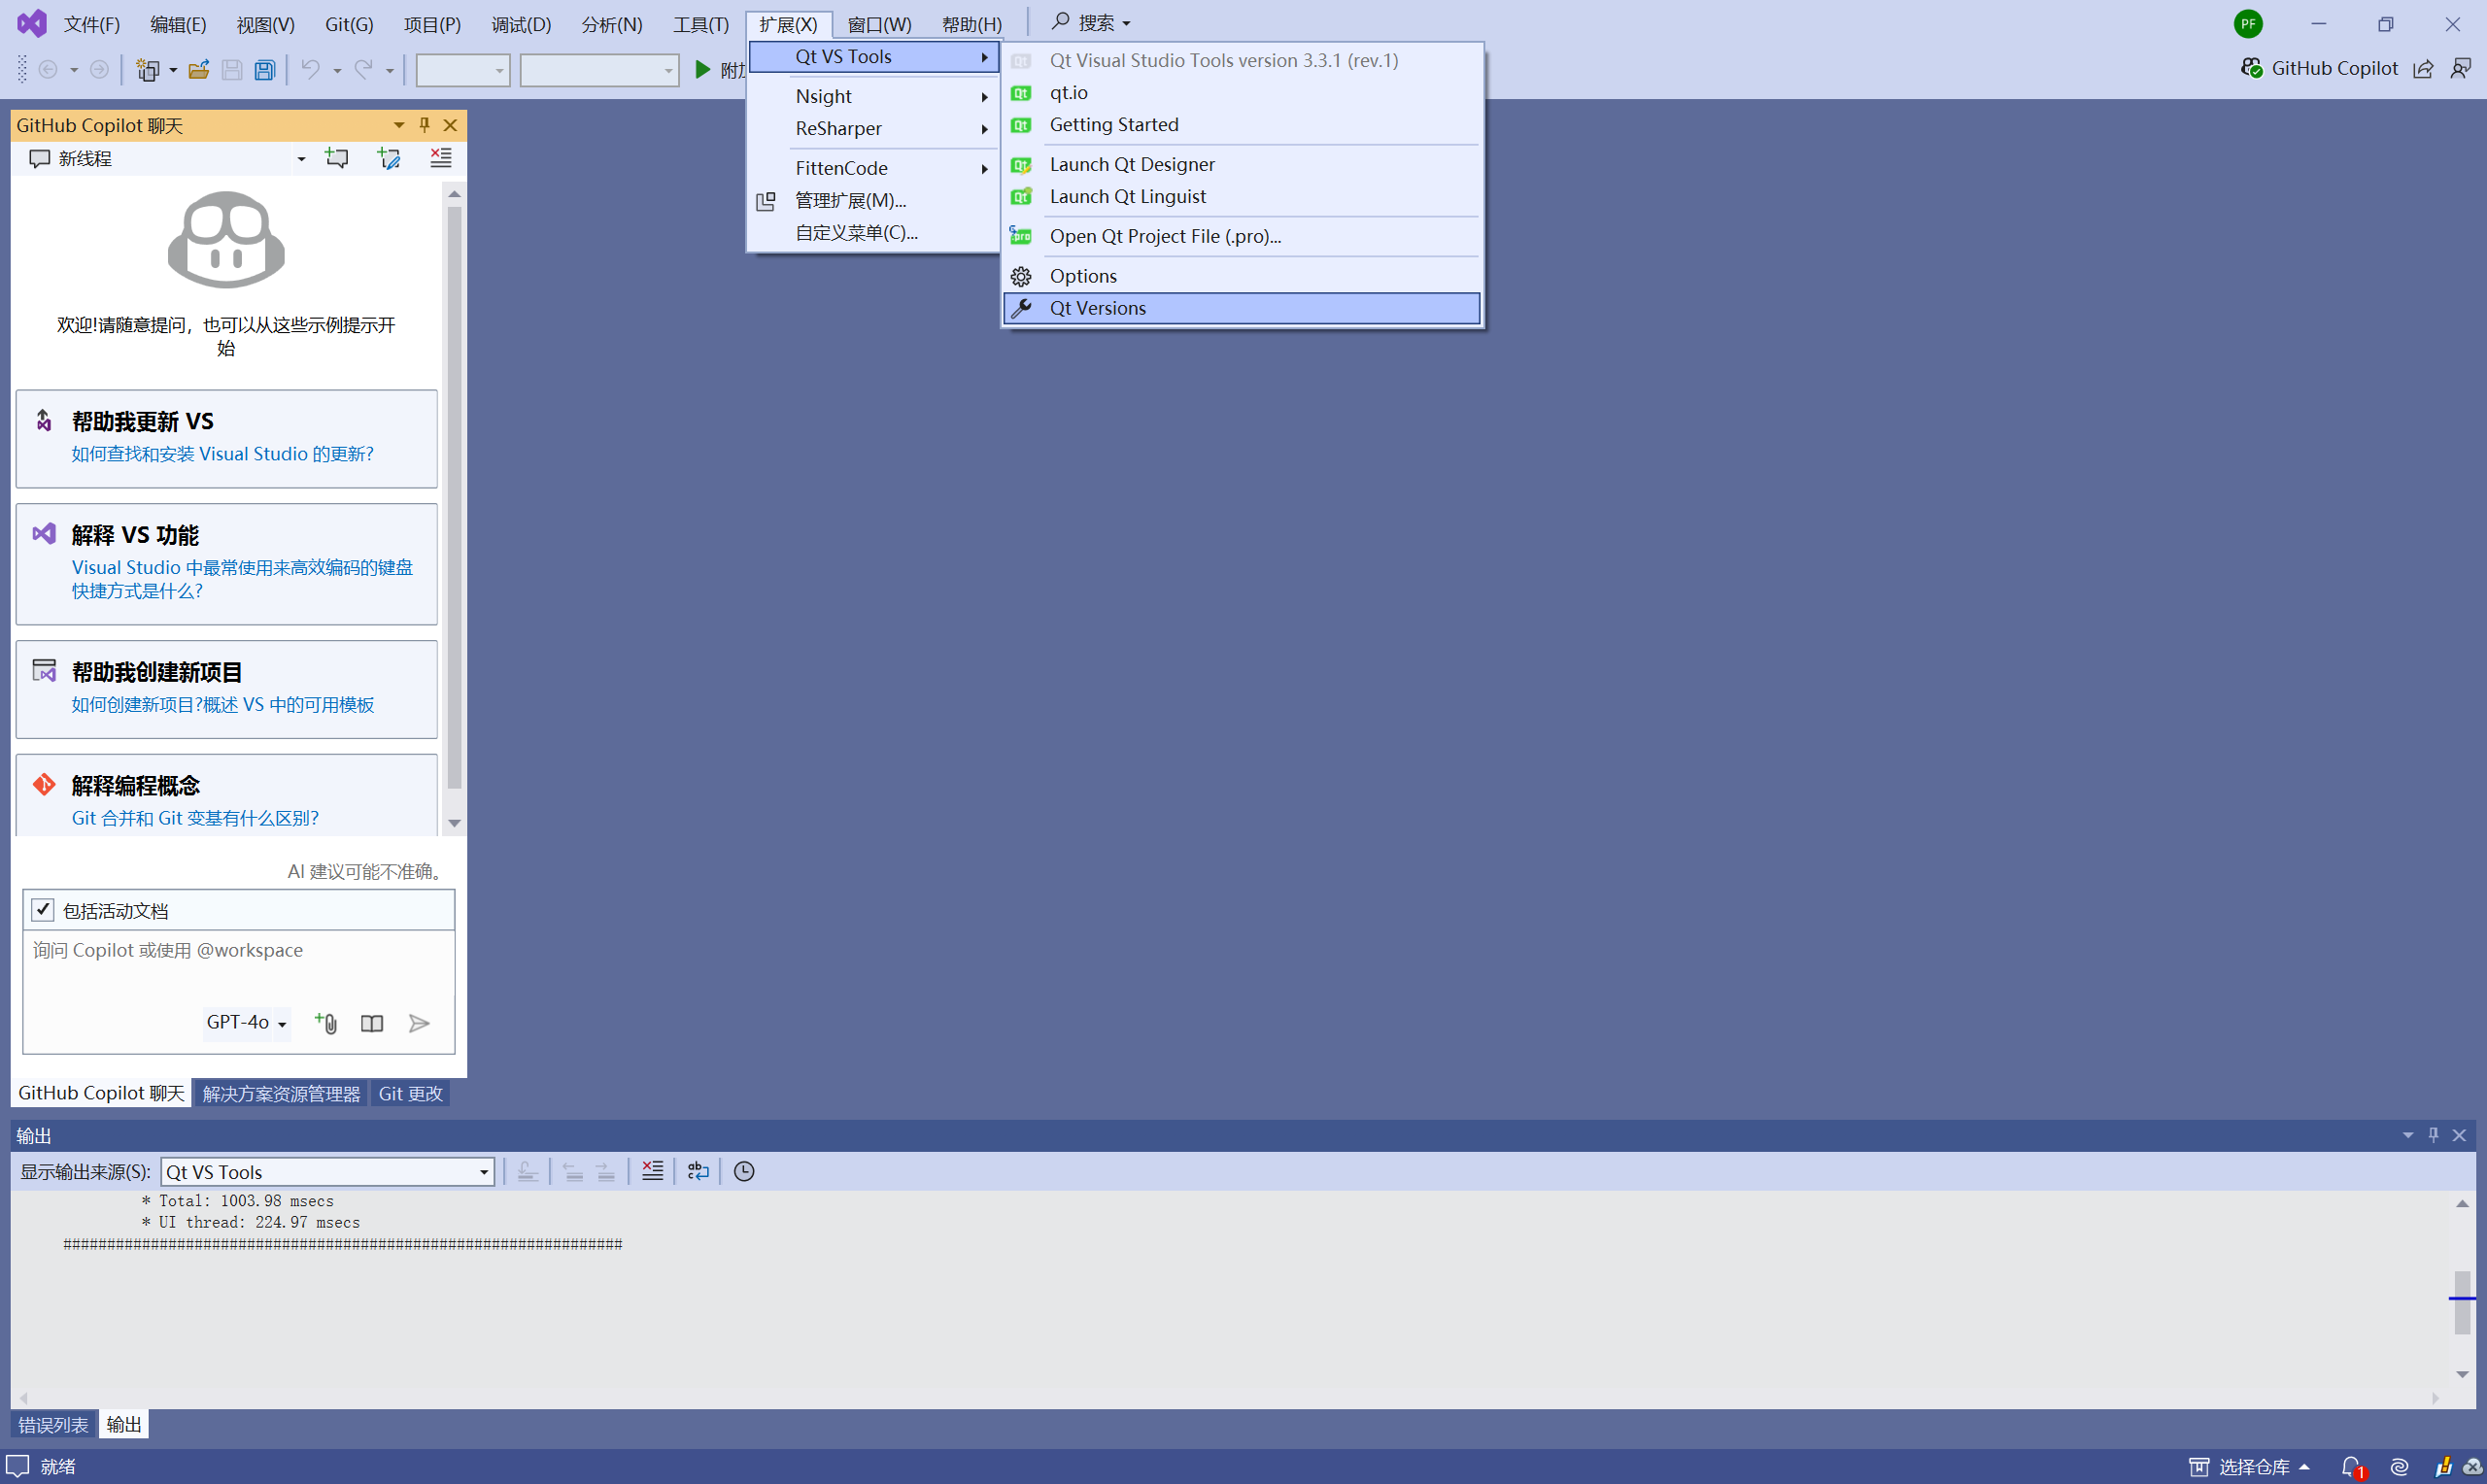 文件(F) 编辑(E) 视图(V) Git(G) 项目(P) 调试(D) 分析(N) 工具(T) 扩展(X) 窗口(W) 帮助(H) 搜索
PF
附加
GitHub Copilot
Qt VS Tools
Nsight
ReSharper
FittenCode
管理扩展(M)...
自定义菜单(C)...
Qt Visual Studio Tools version 3.3.1 (rev.1)
qt.io
Getting Started
Launch Qt Designer
Launch Qt Linguist
Open Qt Project File (.pro)...
Options
Qt Versions
GitHub Copilot 聊天
新线程
欢迎!请随意提问，也可以从这些示例提示开
始
帮助我更新 VS
如何查找和安装 Visual Studio 的更新?
解释 VS 功能
Visual Studio 中最常使用来高效编码的键盘
快捷方式是什么?
帮助我创建新项目
如何创建新项目?概述 VS 中的可用模板
解释编程概念
Git 合并和 Git 变基有什么区别?
AI 建议可能不准确。
包括活动文档
询问 Copilot 或使用 @workspace
GPT-4o
GitHub Copilot 聊天 解决方案资源管理器 Git 更改
输出
显示输出来源(S): Qt VS Tools
* Total: 1003.98 msecs
* UI thread: 224.97 msecs
################################################################
错误列表 输出
就绪
选择仓库
1